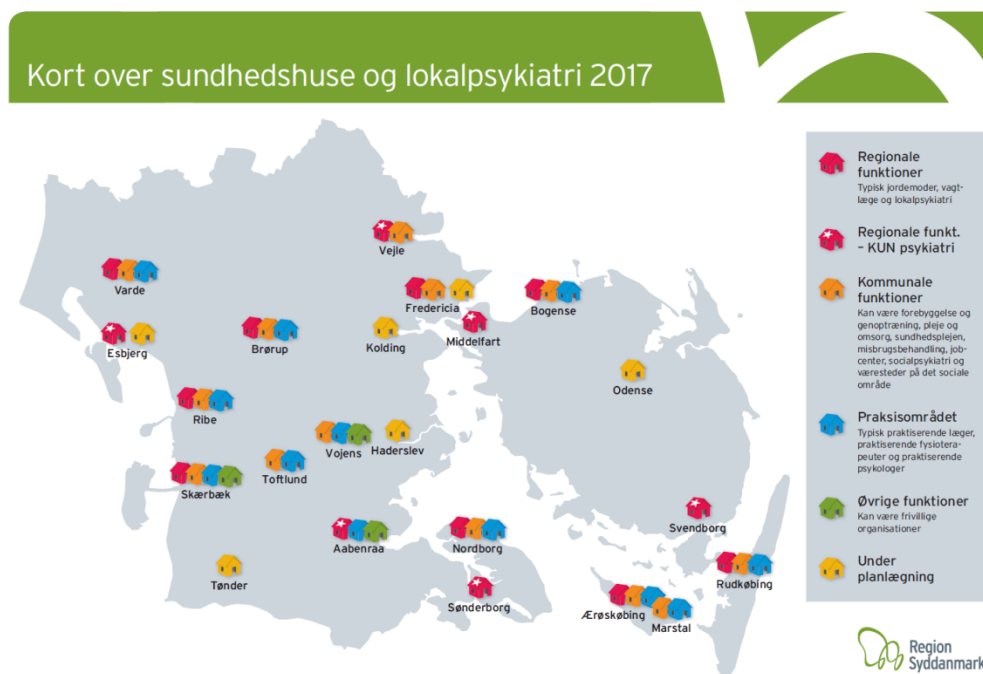 Kort over sundhedshuse og lokalpsykiatri 2017
Vejle
Varde
Fredericia
Bogense
Esbjerg
Brørup
Kolding
Middelfart
Odense
Ribe
Vojens
Haderslev
Toftlund
Skærbæk
Svendborg
Aabenraa
Nordborg
Tønder
Rudkøbing
Sønderborg
Ærøskøbing
Marstal
Regionale
funktioner
Typisk jordemoder, vagt-
læge og lokalpsykiatri
Regionale funkt.
– KUN psykiatri
Kommunale
funktioner
Kan være forebyggelse og
genoptræning, pleje og
omsorg, sundhedsplejen,
misbrugsbehandling, job-
center, socialpsykiatri og
væresteder på det sociale
område
Praksisområdet
Typisk praktiserende læger,
praktiserende fysiotera-
peuter og praktiserende
psykologer
Øvrige funktioner
Kan være frivillige
organisationer
Under
planlægning
Region
Syddanmark